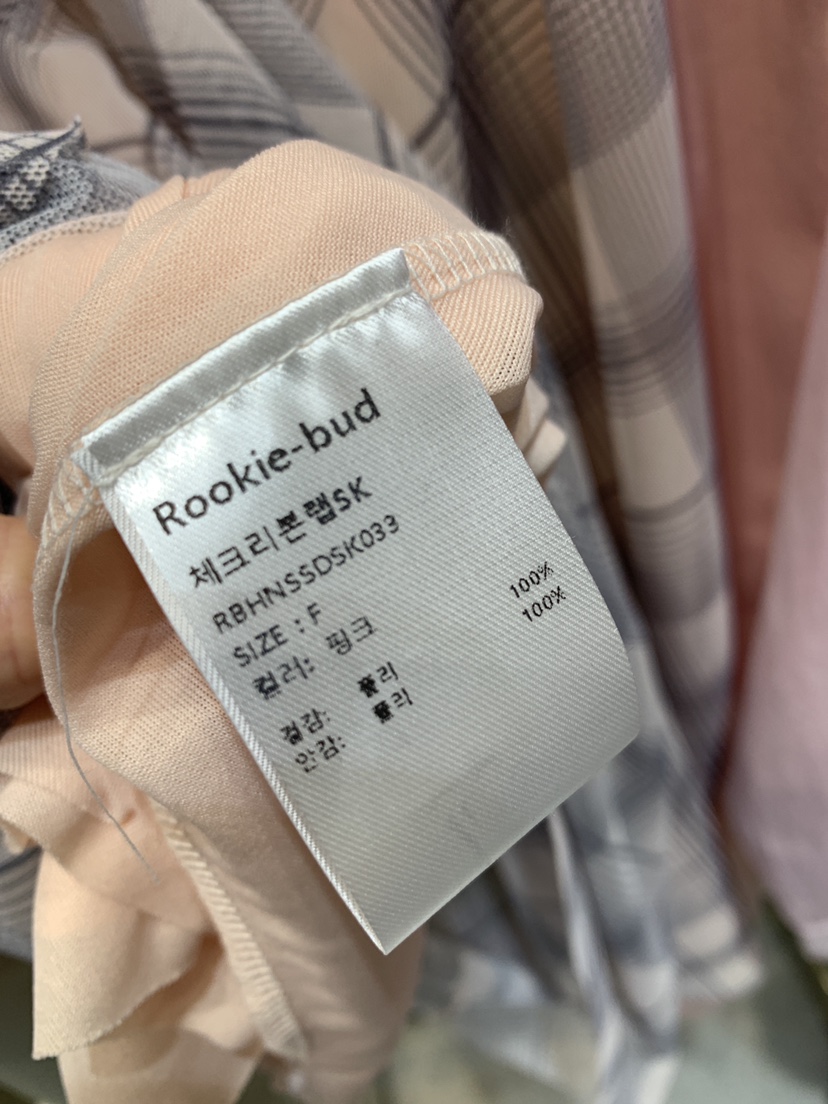 Rookie-bud
체크리본랩SK
RBHNSSDSK033
SIZE : F
컬러: 핑크
겉감: 폴리 100%
안감: 폴리 100%